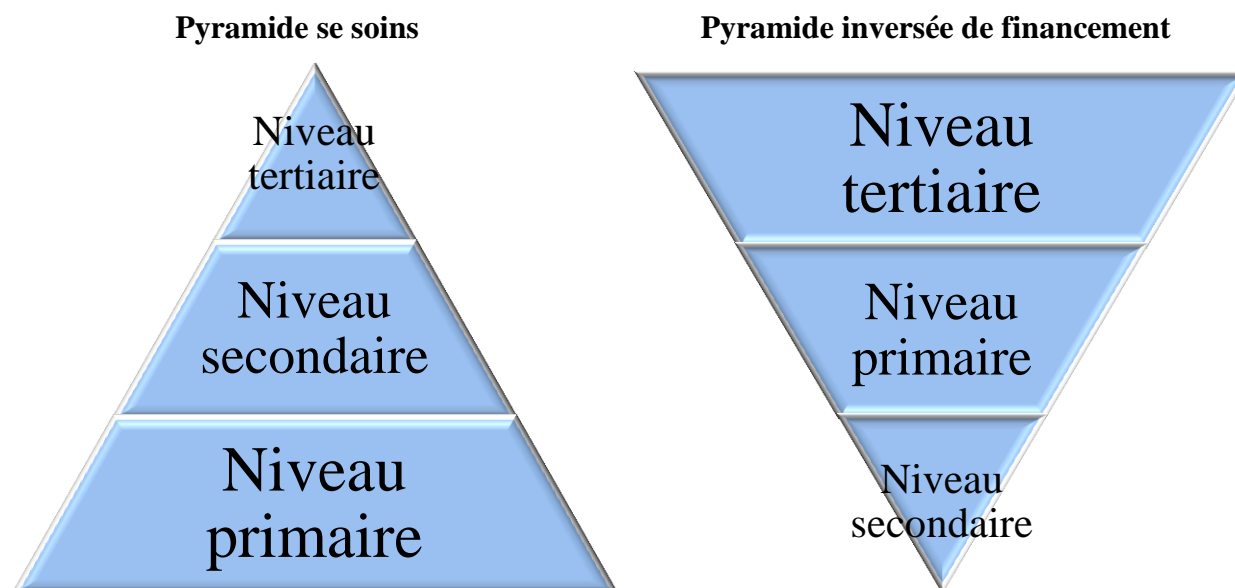 Pyramide se soins
Niveau
tertiaire
Niveau
secondaire
Niveau
primaire
Pyramide inversée de financement
Niveau
tertiaire
Niveau
primaire
Niveau
secondaire